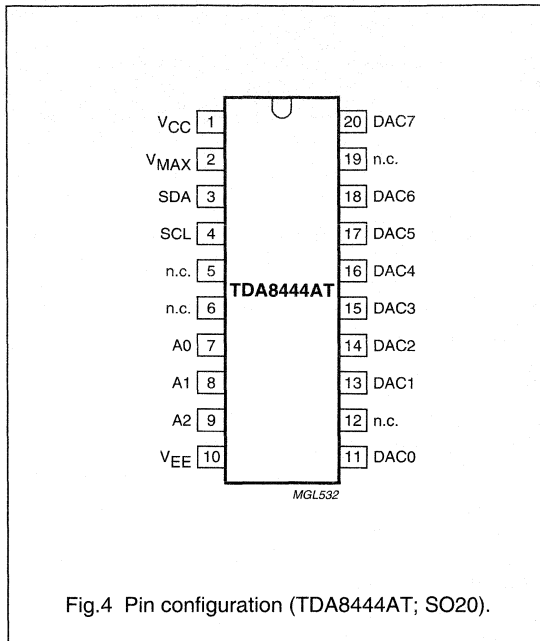 VCC 1 20 DAC7
VMAX 2 19 n.c.
SDA 3 18 DAC6
SCL 4 17 DAC5
n.c. 5 16 DAC4
TDA8444AT
n.c. 6 15 DAC3
A0 7 14 DAC2
A1 8 13 DAC1
A2 9 12 n.c.
VEE 10 11 DAC0
MGL532
Fig.4 Pin configuration (TDA8444AT; SO20).